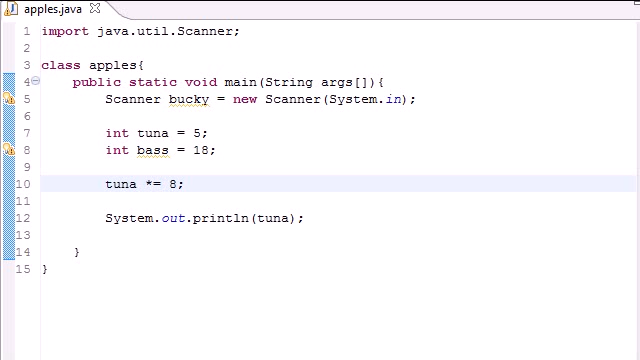 apples.java
1 import java.util.Scanner;
2
3 class apples{
4 public static void main(String args[]){
5 Scanner bucky = new Scanner(System.in);
6
7 int tuna = 5;
8 int bass = 18;
9
10 tuna *= 8;
11
12 System.out.println(tuna);
13
14 }
15 }